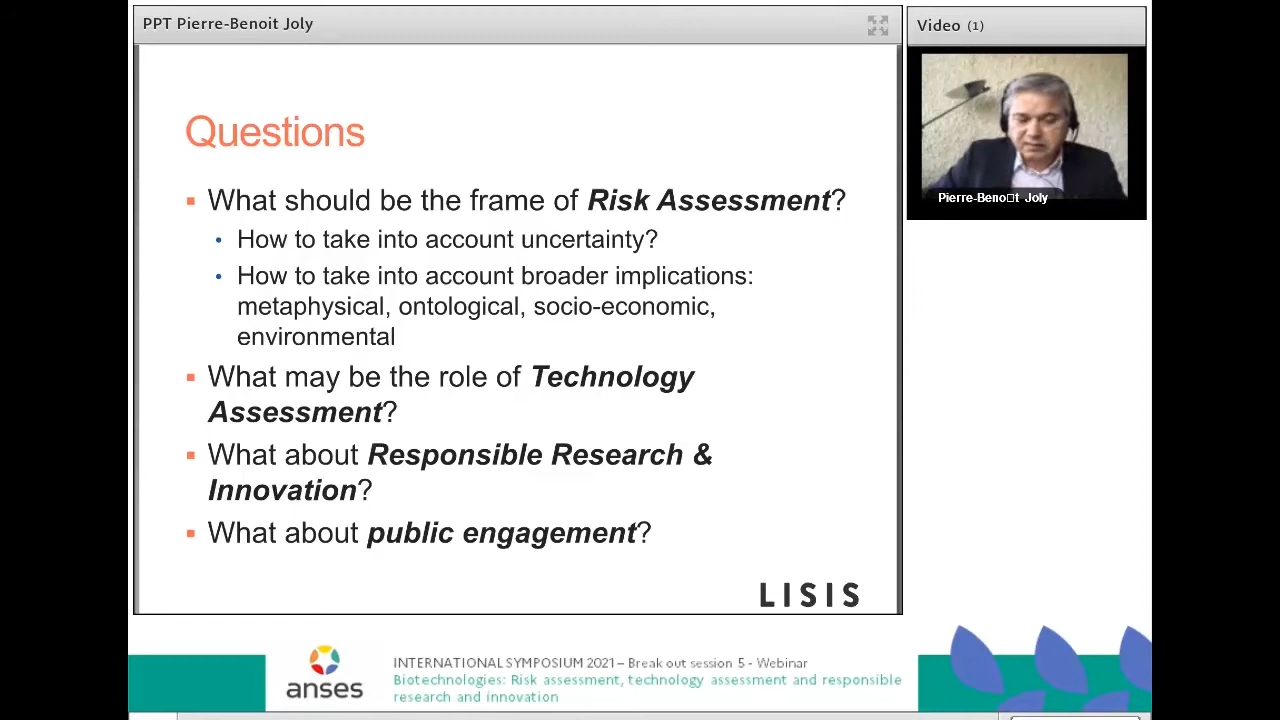 PPT Pierre-Benoit Joly
Video (1)
Questions
▪ What should be the frame of Risk Assessment?
• How to take into account uncertainty?
• How to take into account broader implications:
metaphysical, ontological, socio-economic,
environmental
▪ What may be the role of Technology
Assessment?
▪ What about Responsible Research &
Innovation?
▪ What about public engagement?
LISIS
Pierre-Beno□t Joly
anses
INTERNATIONAL SYMPOSIUM 2021 – Break out session 5 - Webinar
Biotechnologies: Risk assessment, technology assessment and responsible
research and innovation